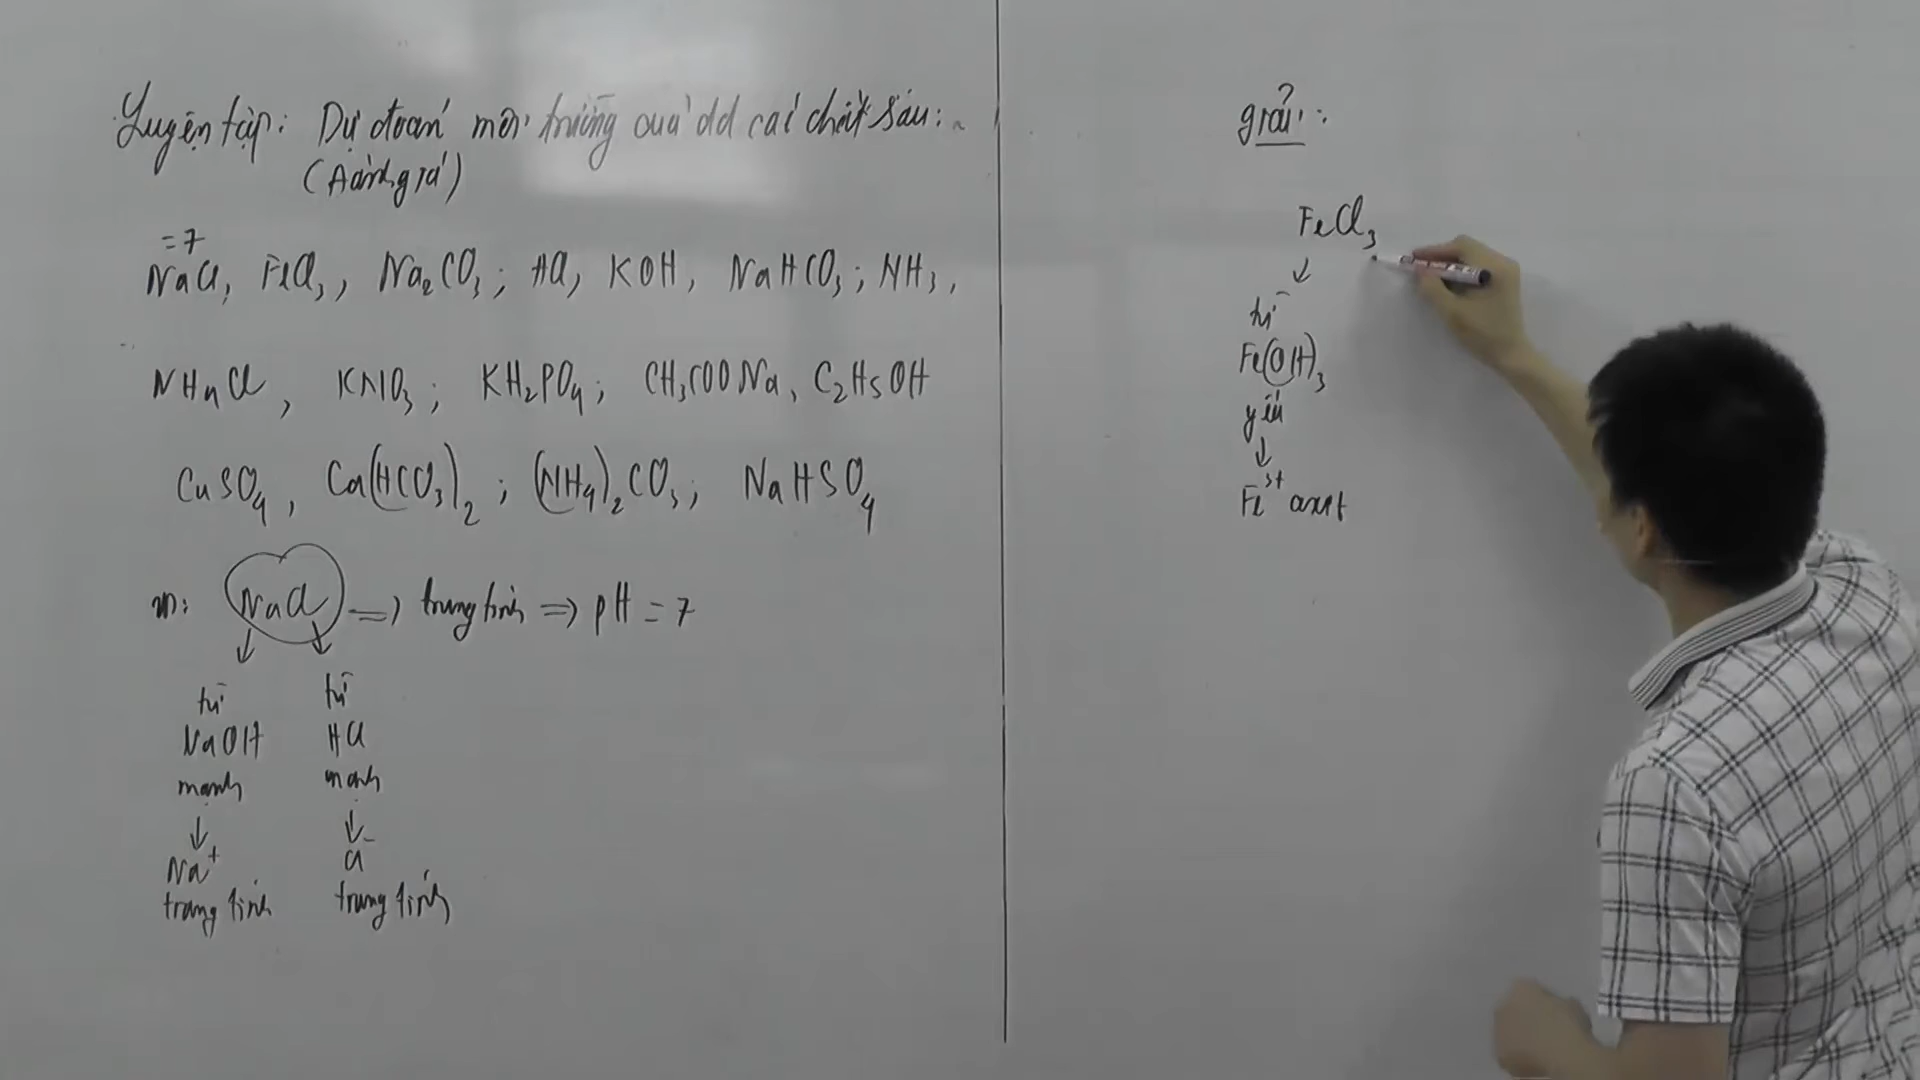 Luyện tập: Dự đoán môi trường của dd các chất sau:
(Đánh giá)
=7
NaCl, FeCl₃, Na₂CO₃; HCl, KOH, NaHCO₃; NH₃,
NH₄Cl, KNO₃; KH₂PO₄; CH₃COONa, C₂H₅OH
CuSO₄, Ca(HCO₃)₂; (NH₄)₂CO₃; NaHSO₄
NaCl => trung tính => pH = 7
từ từ
NaOH HCl
mạnh mạnh
↓ ↓
Na⁺ Cl⁻
trung tính trung tính
giải:
FeCl₃
↓
từ
Fe(OH)₃
yếu
↓
Fe³⁺ axit